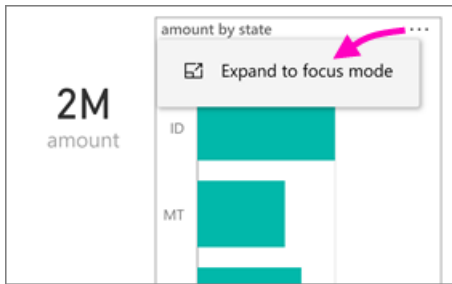 amount by state
...
Expand to focus mode
2M
amount
ID
MT